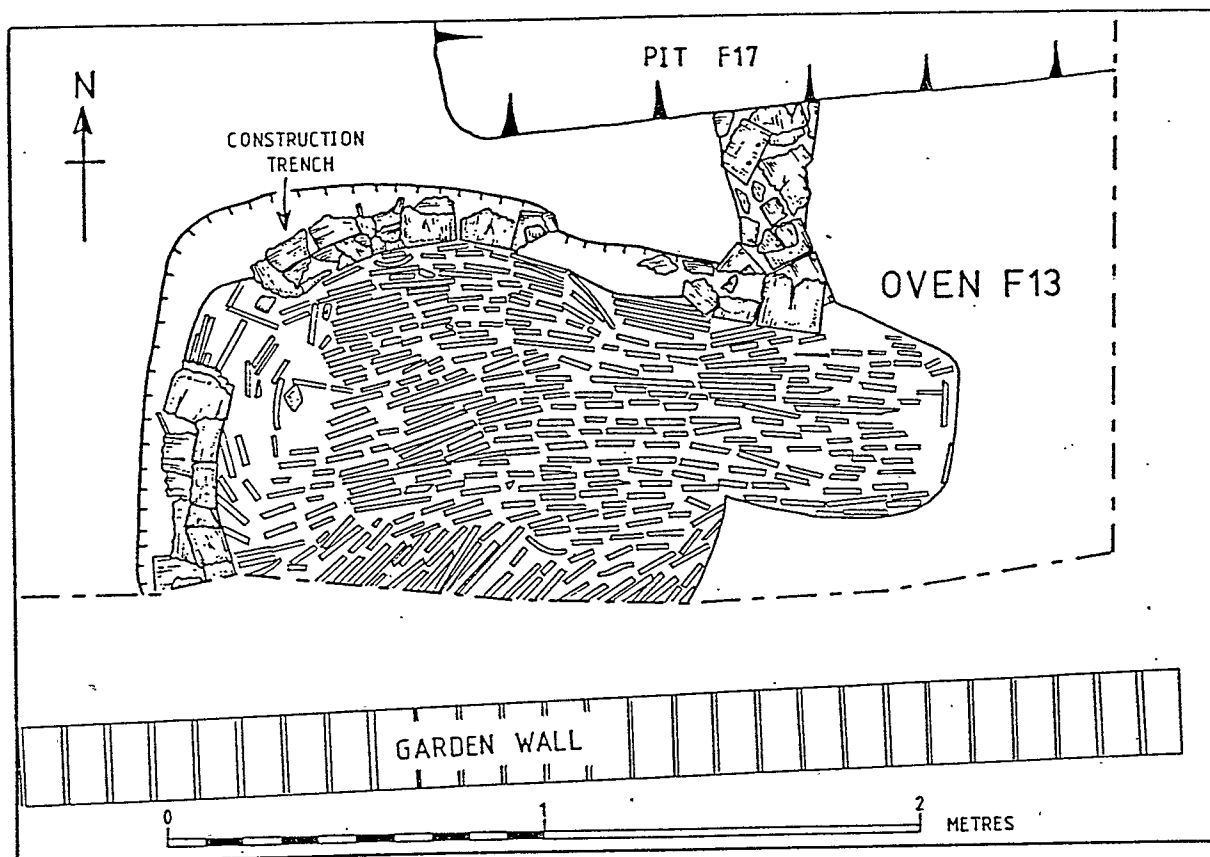 PIT F17
N
CONSTRUCTION
TRENCH
OVEN F13
GARDEN WALL
0 1 2
METRES